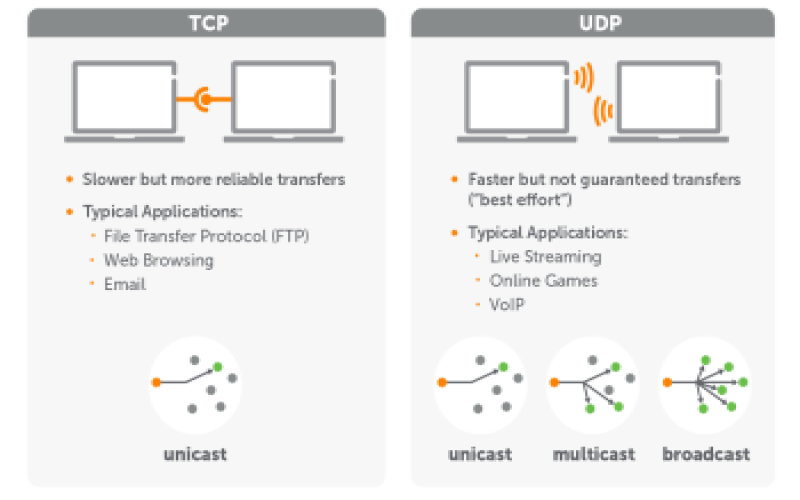 TCP
Slower but more reliable transfers
Typical Applications:
File Transfer Protocol (FTP)
Web Browsing
Email
unicast
UDP
Faster but not guaranteed transfers
("best effort")
Typical Applications:
Live Streaming
Online Games
VoIP
unicast
multicast
broadcast